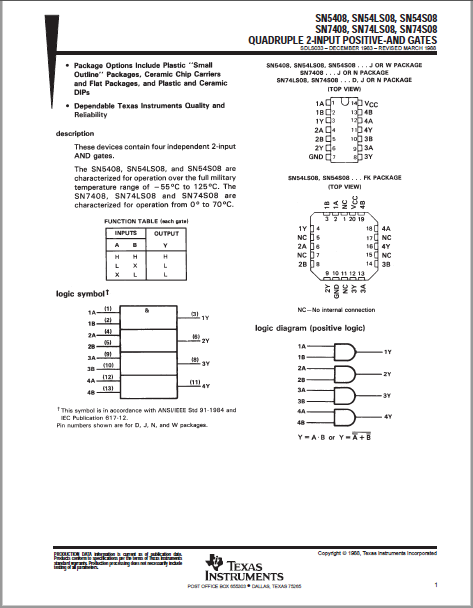 SN5408, SN54LS08, SN54S08
SN7408, SN74LS08, SN74S08
QUADRUPLE 2-INPUT POSITIVE-AND GATES
SDLS033 – DECEMBER 1983 – REVISED MARCH 1988
• Package Options Include Plastic "Small
Outline" Packages, Ceramic Chip Carriers
and Flat Packages, and Plastic and Ceramic
DIPs
• Dependable Texas Instruments Quality and
Reliability
description
These devices contain four independent 2-input
AND gates.
The SN5408, SN54LS08, and SN54S08 are
characterized for operation over the full military
temperature range of −55°C to 125°C. The
SN7408, SN74LS08 and SN74S08 are
characterized for operation from 0° to 70°C.
FUNCTION TABLE (each gate)
INPUTS OUTPUT
A B Y
H H H
L X L
X L L
logic symbol†
&
1A (1)
1B (2)
(3) 1Y
2A (4)
2B (5)
(6) 2Y
3A (9)
3B (10)
(8) 3Y
4A (12)
4B (13)
(11) 4Y
† This symbol is in accordance with ANSI/IEEE Std 91-1984 and
IEC Publication 617-12.
Pin numbers shown are for D, J, N, and W packages.
SN5408, SN54LS08, SN54S08 . . . J OR W PACKAGE
SN7408 . . . J OR N PACKAGE
SN74LS08, SN74S08 . . . D, J OR N PACKAGE
(TOP VIEW)
1A 1 14 VCC
1B 2 13 4B
1Y 3 12 4A
2A 4 11 4Y
2B 5 10 3B
2Y 6 9 3A
GND 7 8 3Y
SN54LS08, SN54S08 . . . FK PACKAGE
(TOP VIEW)
1B 1A NC VCC 4B
3 2 1 20 19
1Y 4 18 4A
NC 5 17 NC
2A 6 16 4Y
NC 7 15 NC
2B 8 14 3B
9 10 11 12 13
2Y GND NC 3Y 3A
NC—No internal connection
logic diagram (positive logic)
1A
1B
1Y
2A
2B
2Y
3A
3B
3Y
4A
4B
4Y
Y = A · B or Y = A̅ + B̅
PRODUCTION DATA information is current as of publication date.
Products conform to specifications per the terms of Texas Instruments
standard warranty. Production processing does not necessarily include
testing of all parameters.
TEXAS
INSTRUMENTS
POST OFFICE BOX 655303 • DALLAS, TEXAS 75265
Copyright © 1988, Texas Instruments Incorporated
1